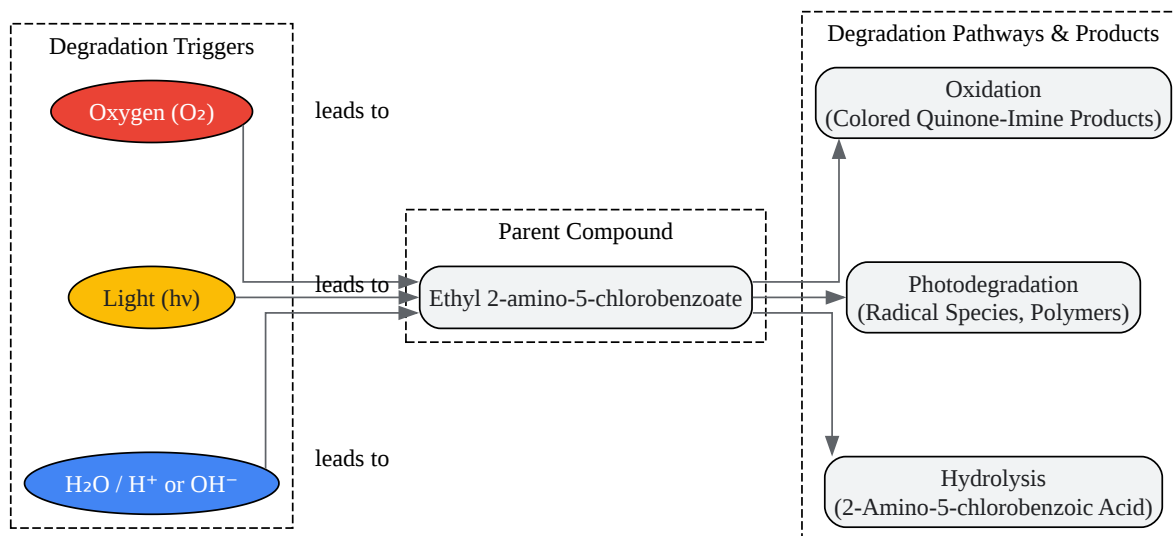 Degradation Triggers
Oxygen (O₂)
Light (hν)
H₂O / H⁺ or OH⁻
leads to
leads to
leads to
Parent Compound
Ethyl 2-amino-5-chlorobenzoate
Degradation Pathways & Products
Oxidation
(Colored Quinone-Imine Products)
Photodegradation
(Radical Species, Polymers)
Hydrolysis
(2-Amino-5-chlorobenzoic Acid)